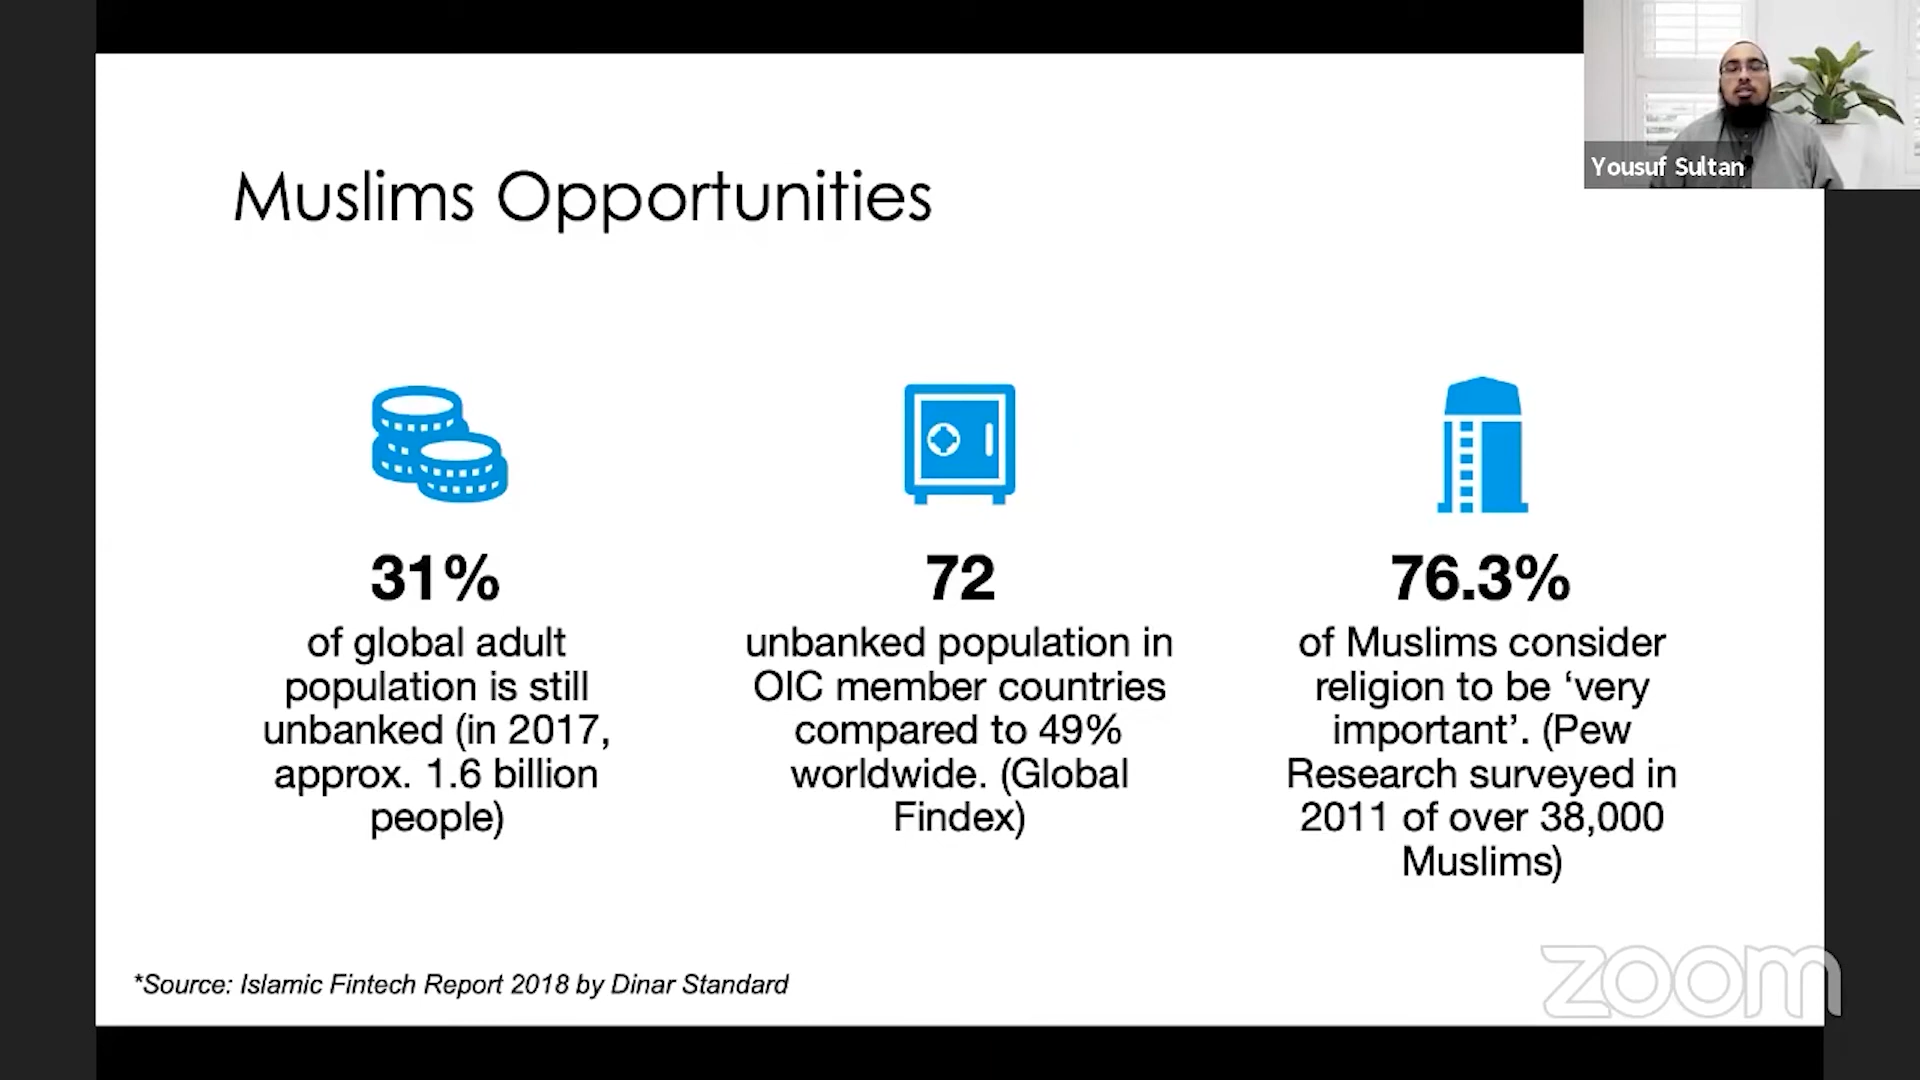 Yousuf Sultan
Muslims Opportunities
31%
of global adult
population is still
unbanked (in 2017,
approx. 1.6 billion
people)
72
unbanked population in
OIC member countries
compared to 49%
worldwide. (Global
Findex)
76.3%
of Muslims consider
religion to be ‘very
important’. (Pew
Research surveyed in
2011 of over 38,000
Muslims)
*Source: Islamic Fintech Report 2018 by Dinar Standard
zoom